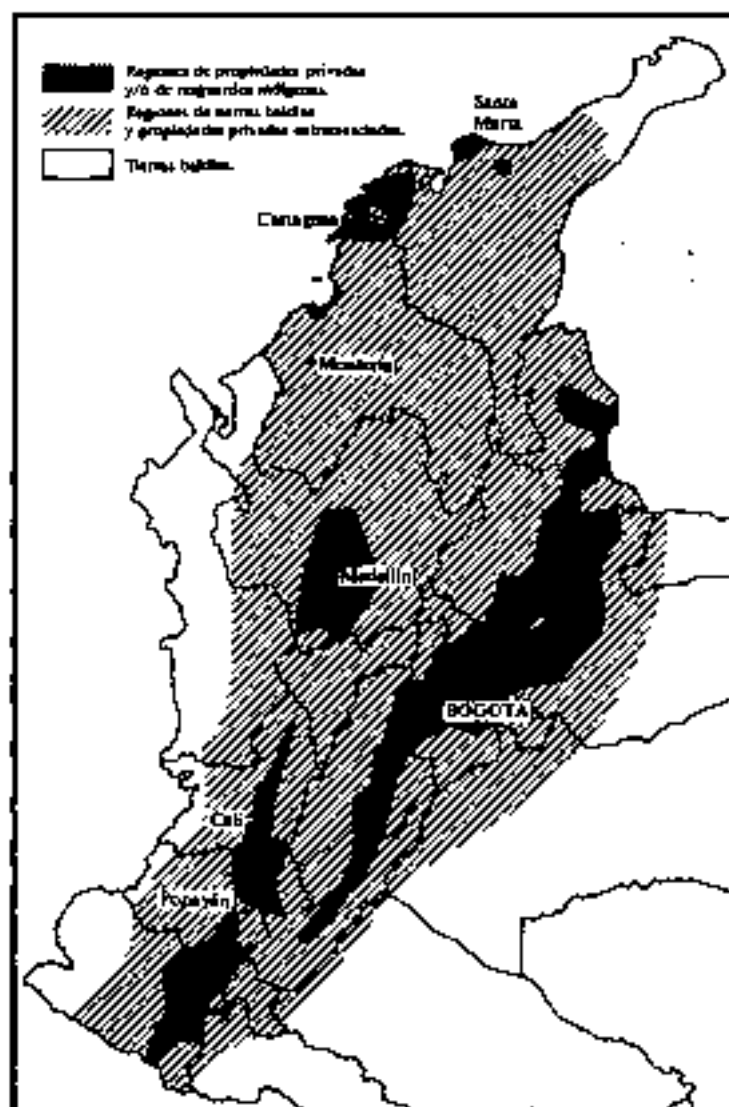 Regiones de propiedades privadas
y/o de resguardos indígenas.
Regiones de tierras baldías
y propiedades privadas entremezcladas.
Tierras baldías.
Santa
Marta
Cartagena
Montería
Medellín
BOGOTA
Cali
Popayán